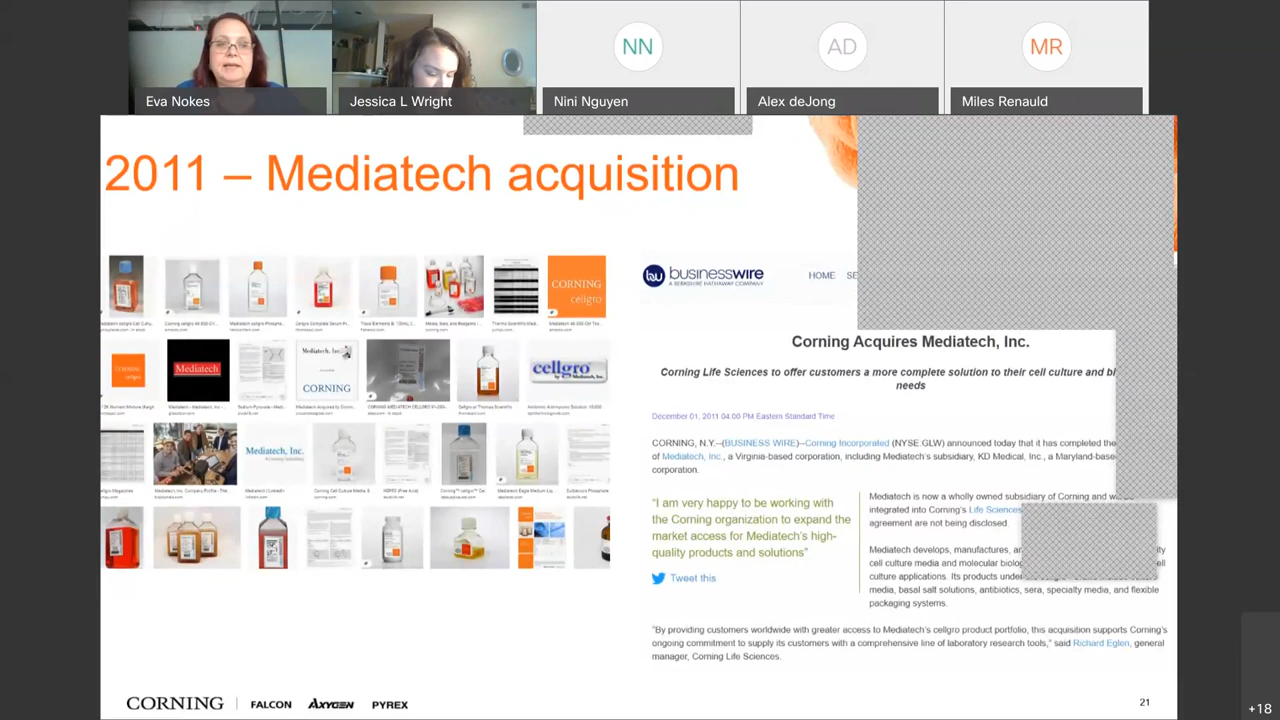 NN
AD
MR
Eva Nokes
Jessica L Wright
Nini Nguyen
Alex deJong
Miles Renauld
2011 – Mediatech acquisition
CORNING
cellgro
Mediatech
Mediatech, Inc.
CORNING
cellgro
by Mediatech, Inc.
Mediatech, Inc.
businesswire
A BERKSHIRE HATHAWAY COMPANY
HOME SE
Corning Acquires Mediatech, Inc.
Corning Life Sciences to offer customers a more complete solution to their cell culture and bi
needs
December 01, 2011 04:00 PM Eastern Standard Time
CORNING, N.Y.--(BUSINESS WIRE)--Corning Incorporated (NYSE:GLW) announced today that it has completed the
of Mediatech, Inc., a Virginia-based corporation, including Mediatech's subsidiary, KD Medical, Inc., a Maryland-base
corporation.
"I am very happy to be working with
the Corning organization to expand the
market access for Mediatech's high-
quality products and solutions"
Tweet this
Mediatech is now a wholly owned subsidiary of Corning and
integrated into Corning's Life Sciences
agreement are not being disclosed.
Mediatech develops, manufactures,
cell culture media and molecular
culture applications. Its products
media, basal salt solutions, antibiotics, sera, specialty media, and flexible
packaging systems.
"By providing customers worldwide with greater access to Mediatech's cellgro product portfolio, this acquisition supports Corning's
ongoing commitment to supply its customers with a comprehensive line of laboratory research tools," said Richard Eglen, general
manager, Corning Life Sciences.
CORNING FALCON AXYGEN PYREX
21
+18